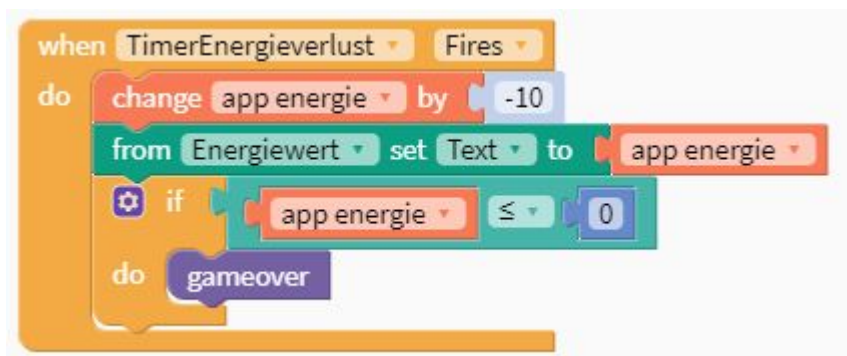 when TimerEnergieverlust Fires
do change app energie by -10
from Energiewert set Text to app energie
if app energie ≤ 0
do gameover